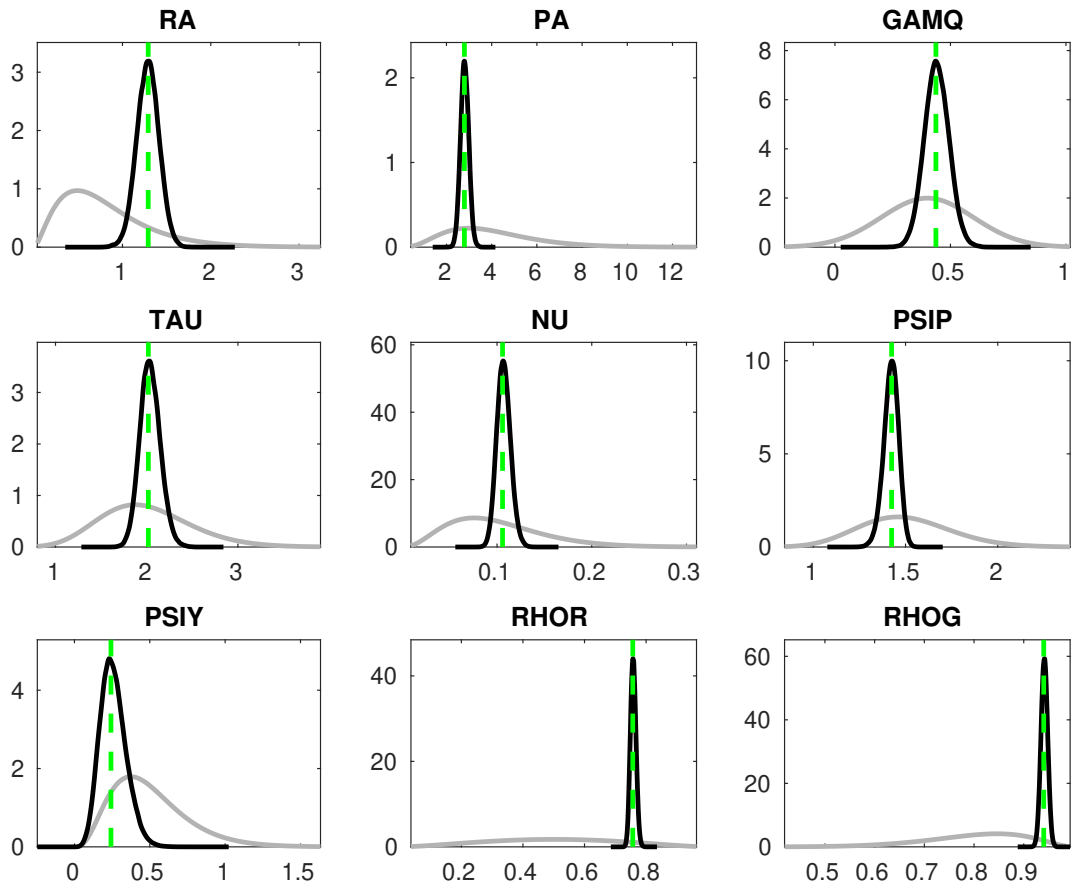 RA PA GAMQ
3 2 1 0
1 2 3
2 1 0
2 4 6 8 10 12
8 6 4 2 0
0 0.5 1
TAU NU PSIP
3 2 1 0
1 2 3
60 40 20 0
0.1 0.2 0.3
10 5 0
1 1.5 2
PSIY RHOR RHOG
4 2 0
0 0.5 1 1.5
40 20 0
0.2 0.4 0.6 0.8
60 40 20 0
0.5 0.6 0.7 0.8 0.9